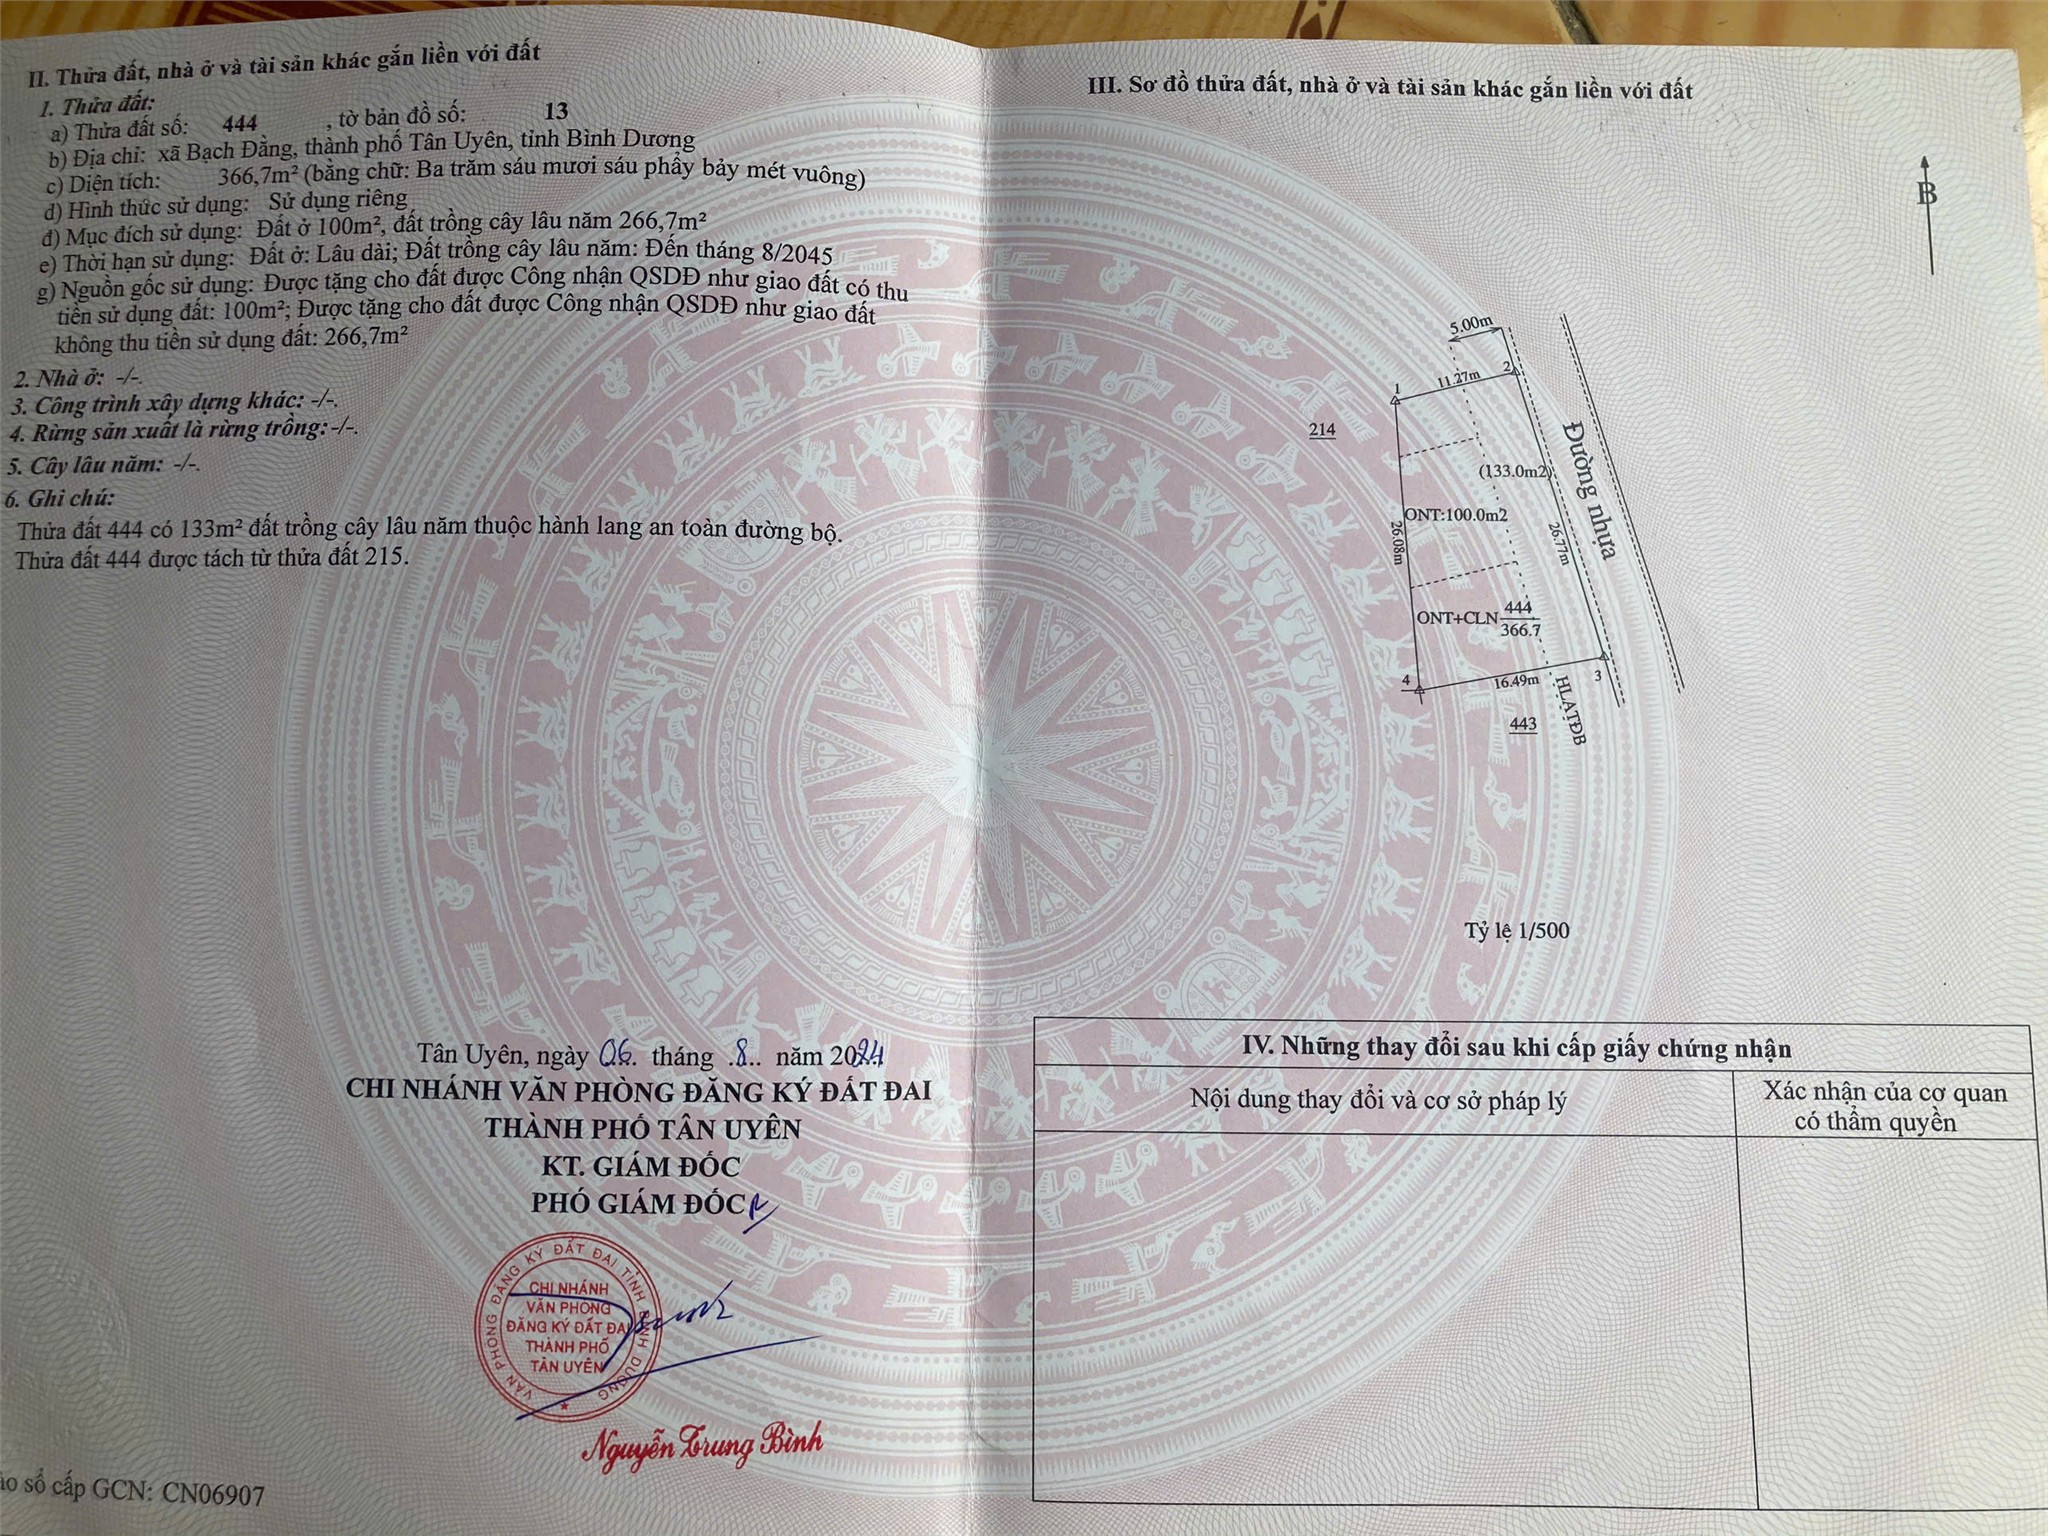 II. Thửa đất, nhà ở và tài sản khác gắn liền với đất
1. Thửa đất:
a) Thửa đất số: 444 , tờ bản đồ số: 13
b) Địa chỉ: xã Bạch Đằng, thành phố Tân Uyên, tỉnh Bình Dương
c) Diện tích: 366,7m² (bằng chữ: Ba trăm sáu mươi sáu phẩy bảy mét vuông)
d) Hình thức sử dụng: Sử dụng riêng
đ) Mục đích sử dụng: Đất ở 100m², đất trồng cây lâu năm 266,7m²
e) Thời hạn sử dụng: Đất ở: Lâu dài; Đất trồng cây lâu năm: Đến tháng 8/2045
g) Nguồn gốc sử dụng: Được tặng cho đất được Công nhận QSDĐ như giao đất có thu
tiền sử dụng đất: 100m²; Được tặng cho đất được Công nhận QSDĐ như giao đất
không thu tiền sử dụng đất: 266,7m²
2. Nhà ở: -/-.
3. Công trình xây dựng khác: -/-.
4. Rừng sản xuất là rừng trồng: -/-.
5. Cây lâu năm: -/-.
6. Ghi chú:
Thửa đất 444 có 133m² đất trồng cây lâu năm thuộc hành lang an toàn đường bộ.
Thửa đất 444 được tách từ thửa đất 215.
Tân Uyên, ngày 06. tháng .8.. năm 2024
CHI NHÁNH VĂN PHÒNG ĐĂNG KÝ ĐẤT ĐAI
THÀNH PHỐ TÂN UYÊN
KT. GIÁM ĐỐC
PHÓ GIÁM ĐỐC
VĂN PHÒNG ĐĂNG KÝ ĐẤT ĐAI TỈNH BÌNH DƯƠNG
CHI NHÁNH
VĂN PHÒNG
ĐĂNG KÝ ĐẤT ĐAI
THÀNH PHỐ
TÂN UYÊN
Nguyễn Trung Bình
sổ cấp GCN: CN06907
III. Sơ đồ thửa đất, nhà ở và tài sản khác gắn liền với đất
B
5.00m
1
11.27m
2
214
(133.0m2)
Đường nhựa
ONT:100.0m2
26.08m
26.77m
ONT+CLN 444
366.7
4
16.49m
3
HLATĐB
443
Tỷ lệ 1/500
IV. Những thay đổi sau khi cấp giấy chứng nhận
Nội dung thay đổi và cơ sở pháp lý
Xác nhận của cơ quan
có thẩm quyền